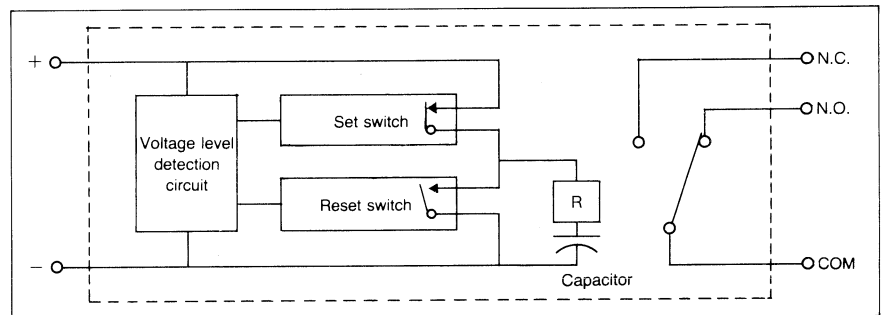 +
N.C.
N.O.
Set switch
Voltage level
detection
circuit
Reset switch
R
−
Capacitor
COM